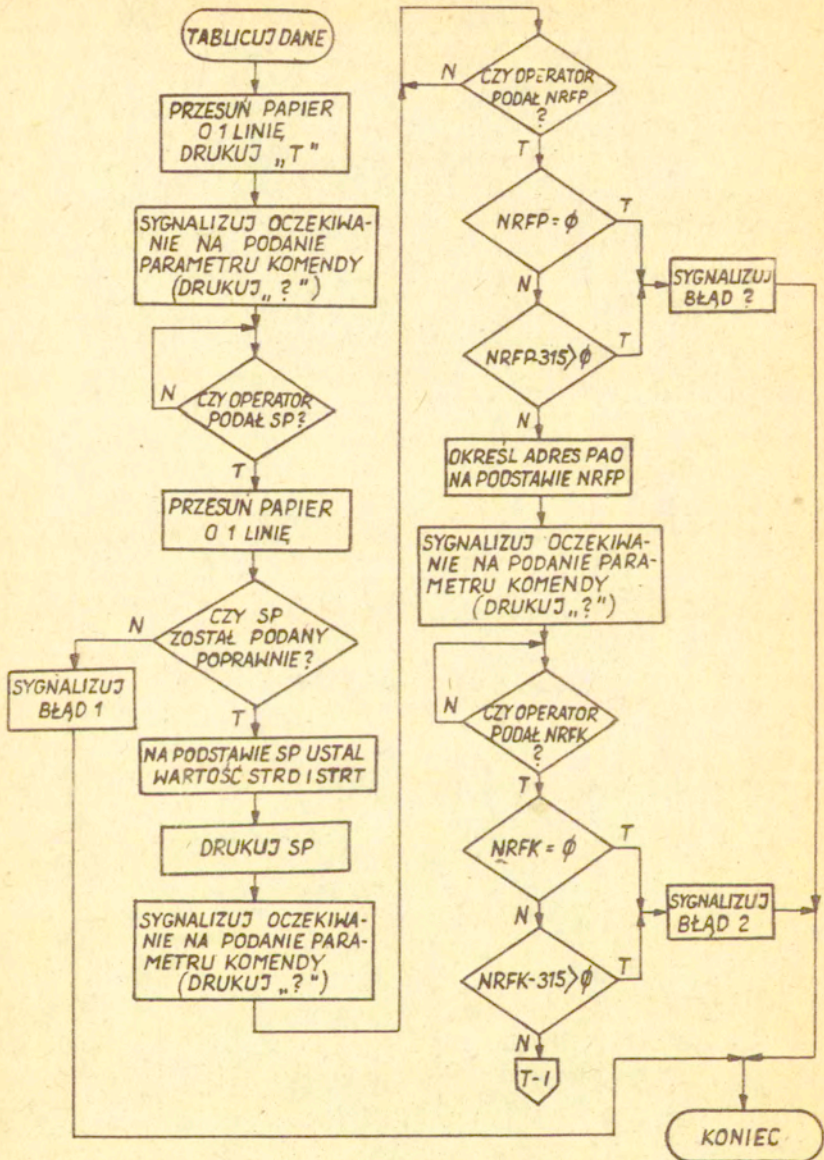 TABLICUJ DANE
PRZESUŃ PAPIER
O 1 LINIĘ
DRUKUJ „T"
SYGNALIZUJ OCZEKIWA-
NIE NA PODANIE
PARAMETRU KOMENDY
(DRUKUJ „?")
N
CZY OPERATOR
PODAŁ SP?
T
PRZESUŃ PAPIER
O 1 LINIĘ
N
CZY SP
ZOSTAŁ PODANY
POPRAWNIE?
SYGNALIZUJ
BŁĄD 1
T
NA PODSTAWIE SP USTAL
WARTOŚĆ STRD I STRT
DRUKUJ SP
SYGNALIZUJ OCZEKIWA-
NIE NA PODANIE PARA-
METRU KOMENDY
(DRUKUJ „?")
N
CZY OPERATOR
PODAŁ NRFP
?
T
NRFP = ϕ
T
SYGNALIZUJ
BŁĄD ?
N
NRFP-315>ϕ
T
N
OKREŚL ADRES PAO
NA PODSTAWIE NRFP
SYGNALIZUJ OCZEKIWA-
NIE NA PODANIE PARA-
METRU KOMENDY
(DRUKUJ „?")
N
CZY OPERATOR
PODAŁ NRFK
?
T
NRFK = ϕ
T
SYGNALIZUJ
BŁĄD 2
N
NRFK-315>ϕ
T
N
T-1
KONIEC